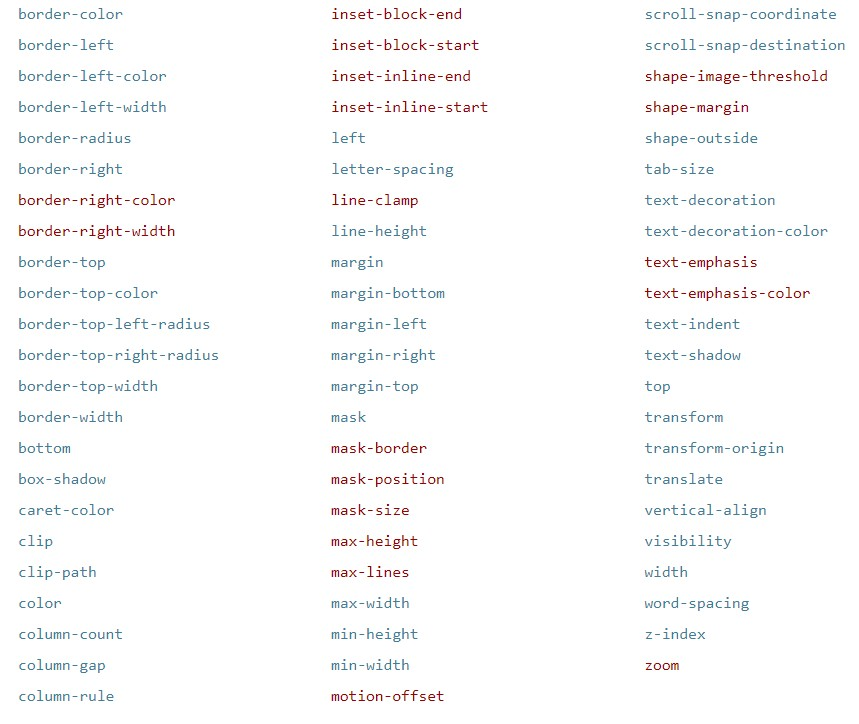 border-color
border-left
border-left-color
border-left-width
border-radius
border-right
border-right-color
border-right-width
border-top
border-top-color
border-top-left-radius
border-top-right-radius
border-top-width
border-width
bottom
box-shadow
caret-color
clip
clip-path
color
column-count
column-gap
column-rule
inset-block-end
inset-block-start
inset-inline-end
inset-inline-start
left
letter-spacing
line-clamp
line-height
margin
margin-bottom
margin-left
margin-right
margin-top
mask
mask-border
mask-position
mask-size
max-height
max-lines
max-width
min-height
min-width
motion-offset
scroll-snap-coordinate
scroll-snap-destination
shape-image-threshold
shape-margin
shape-outside
tab-size
text-decoration
text-decoration-color
text-emphasis
text-emphasis-color
text-indent
text-shadow
top
transform
transform-origin
translate
vertical-align
visibility
width
word-spacing
z-index
zoom